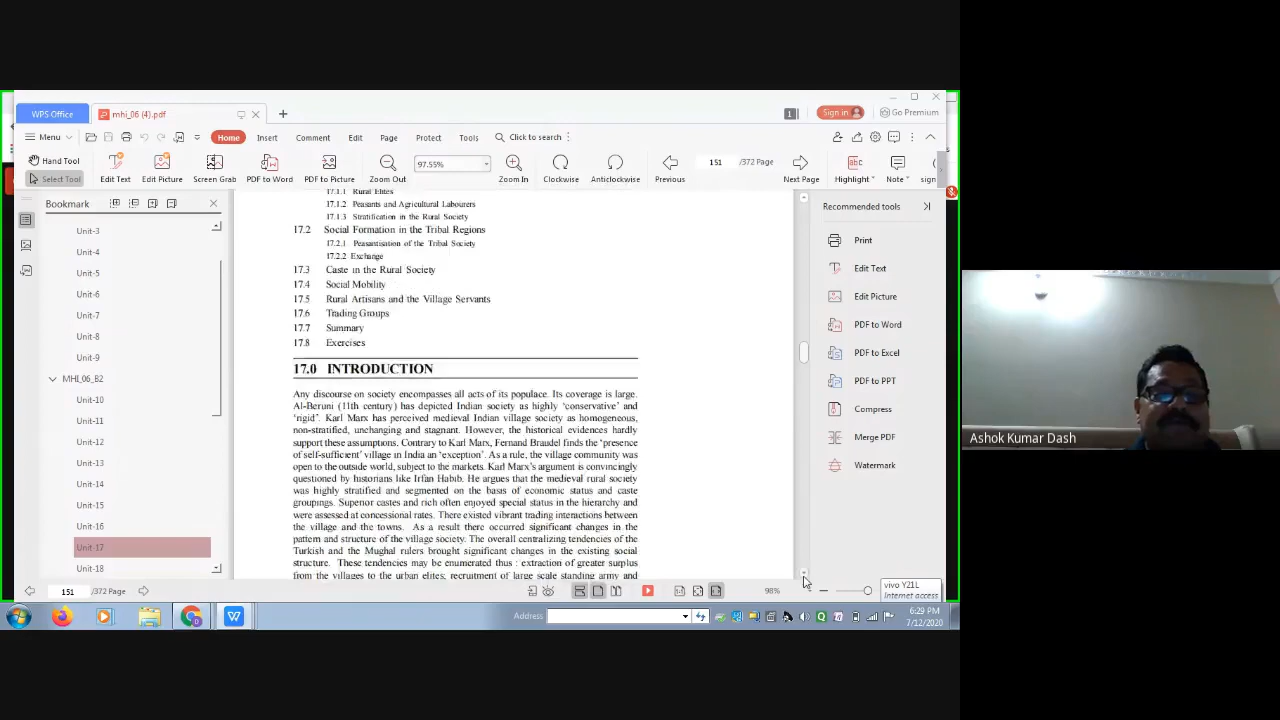 WPS Office
mhi_06 (4).pdf
1
Sign in
Go Premium
Menu
Home
Insert
Comment
Edit
Page
Protect
Tools
Click to search
Hand Tool
Select Tool
Edit Text
Edit Picture
Screen Grab
PDF to Word
PDF to Picture
Zoom Out
97.55%
Zoom In
Clockwise
Anticlockwise
Previous
151
/372 Page
Next Page
Highlight
Note
sign
Bookmark
Unit-3
Unit-4
Unit-5
Unit-6
Unit-7
Unit-8
Unit-9
MHI_06_B2
Unit-10
Unit-11
Unit-12
Unit-13
Unit-14
Unit-15
Unit-16
Unit-17
Unit-18
17.1.1 Rural Elites
17.1.2 Peasants and Agricultural Labourers
17.1.3 Stratification in the Rural Society
17.2 Social Formation in the Tribal Regions
17.2.1 Peasantisation of the Tribal Society
17.2.2 Exchange
17.3 Caste in the Rural Society
17.4 Social Mobility
17.5 Rural Artisans and the Village Servants
17.6 Trading Groups
17.7 Summary
17.8 Exercises
17.0 INTRODUCTION
Any discourse on society encompasses all acts of its populace. Its coverage is large.
Al-Beruni (11th century) has depicted Indian society as highly ‘conservative’ and
‘rigid’. Karl Marx has perceived medieval Indian village society as homogeneous,
non-stratified, unchanging and stagnant. However, the historical evidences hardly
support these assumptions. Contrary to Karl Marx, Fernand Braudel finds the ‘presence
of self-sufficient’ village in India an ‘exception’. As a rule, the village community was
open to the outside world, subject to the markets. Karl Marx’s argument is convincingly
questioned by historians like Irfan Habib. He argues that the medieval rural society
was highly stratified and segmented on the basis of economic status and caste
groupings. Superior castes and rich often enjoyed special status in the hierarchy and
were assessed at concessional rates. There existed vibrant trading interactions between
the village and the towns. As a result there occurred significant changes in the
pattern and structure of the village society. The overall centralizing tendencies of the
Turkish and the Mughal rulers brought significant changes in the existing social
structure. These tendencies may be enumerated thus : extraction of greater surplus
from the villages to the urban elites; recruitment of large scale standing army and
Recommended tools
Print
Edit Text
Edit Picture
PDF to Word
PDF to Excel
PDF to PPT
Compress
Merge PDF
Watermark
151
/372 Page
98%
vivo Y21L
Internet access
Address
6:29 PM
7/12/2020
Ashok Kumar Dash